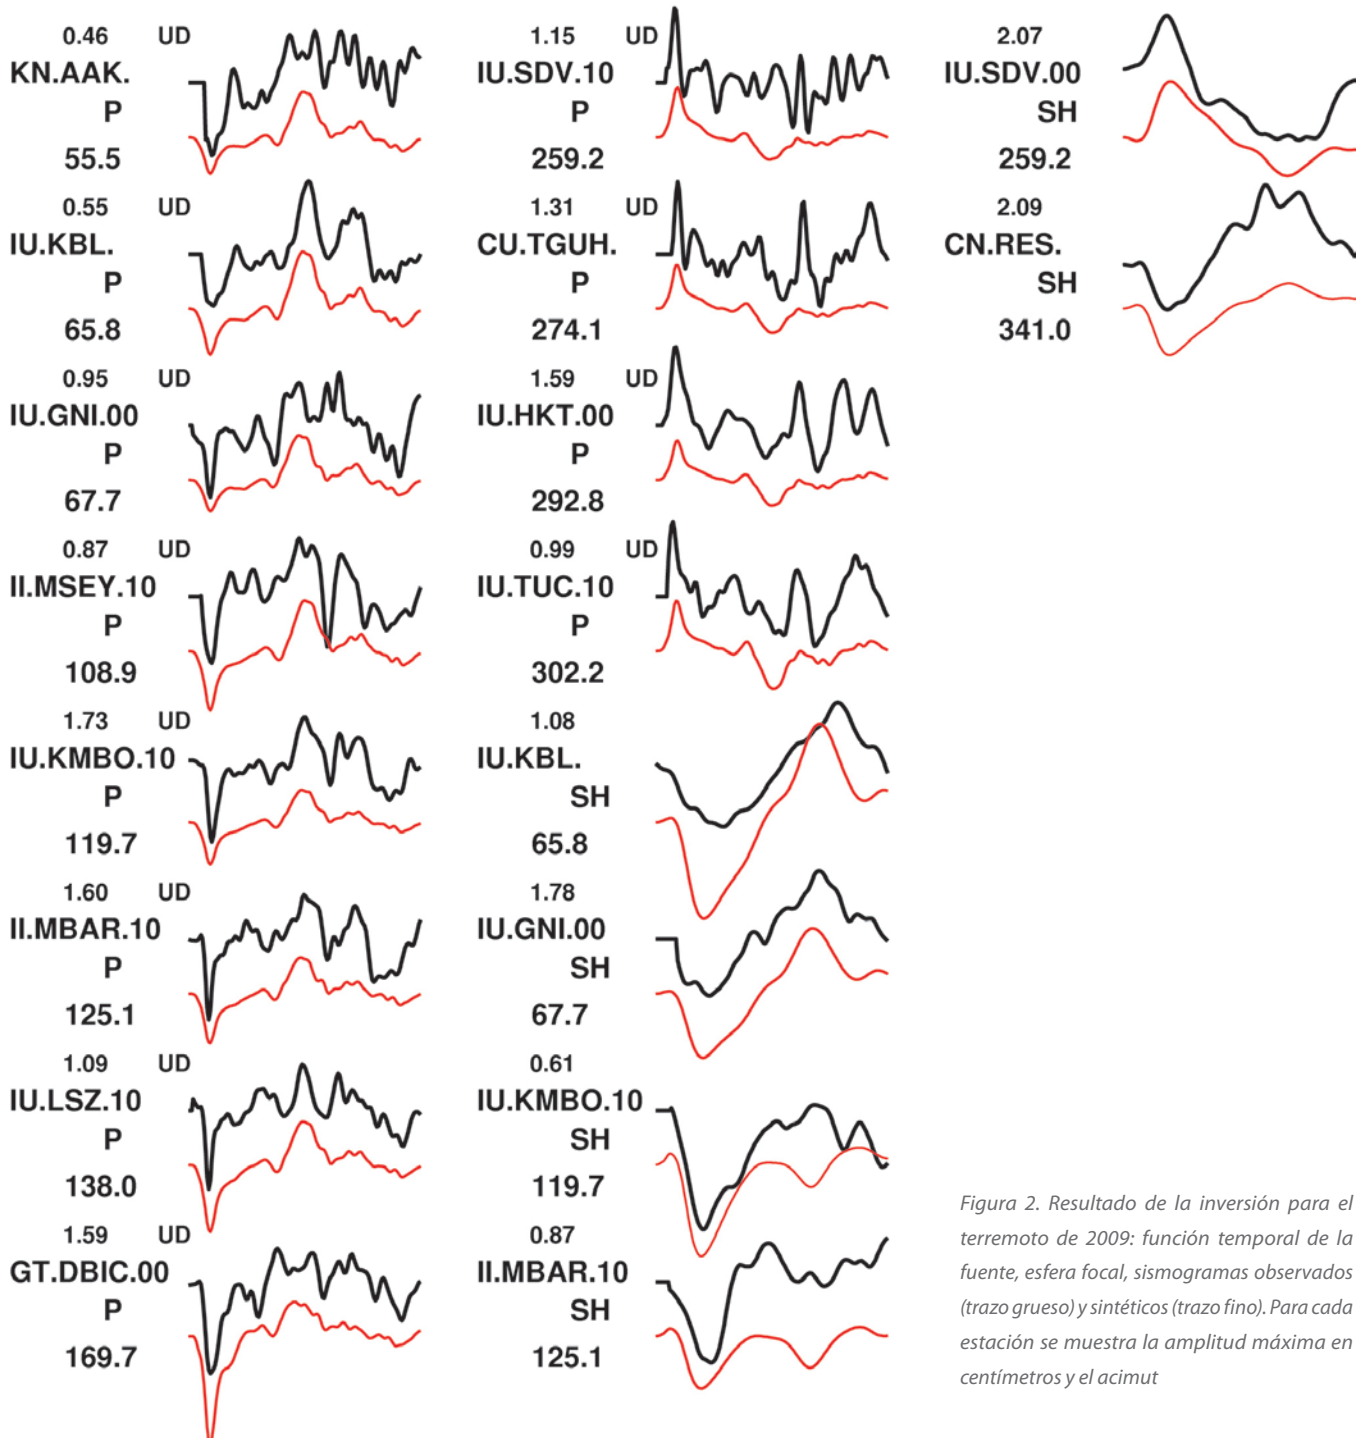 0.46 UD
KN.AAK.
P
55.5
0.55 UD
IU.KBL.
P
65.8
0.95 UD
IU.GNI.00
P
67.7
0.87 UD
II.MSEY.10
P
108.9
1.73 UD
IU.KMBO.10
P
119.7
1.60 UD
II.MBAR.10
P
125.1
1.09 UD
IU.LSZ.10
P
138.0
1.59 UD
GT.DBIC.00
P
169.7
1.15 UD
IU.SDV.10
P
259.2
1.31 UD
CU.TGUH.
P
274.1
1.59 UD
IU.HKT.00
P
292.8
0.99 UD
IU.TUC.10
P
302.2
1.08
IU.KBL.
SH
65.8
1.78
IU.GNI.00
SH
67.7
0.61
IU.KMBO.10
SH
119.7
0.87
II.MBAR.10
SH
125.1
2.07
IU.SDV.00
SH
259.2
2.09
CN.RES.
SH
341.0
Figura 2. Resultado de la inversión para el
terremoto de 2009: función temporal de la
fuente, esfera focal, sismogramas observados
(trazo grueso) y sintéticos (trazo fino). Para cada
estación se muestra la amplitud máxima en
centímetros y el acimut